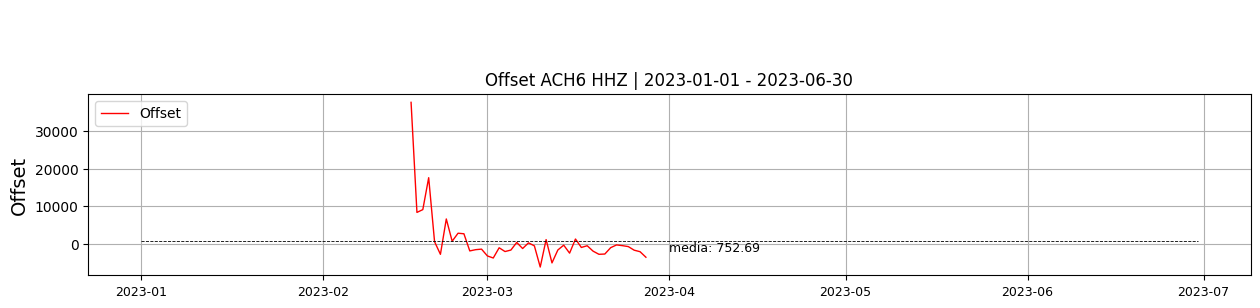 Offset ACH6 HHZ | 2023-01-01 - 2023-06-30
Offset
Offset
30000
20000
10000
0
media: 752.69
2023-01 2023-02 2023-03 2023-04 2023-05 2023-06 2023-07